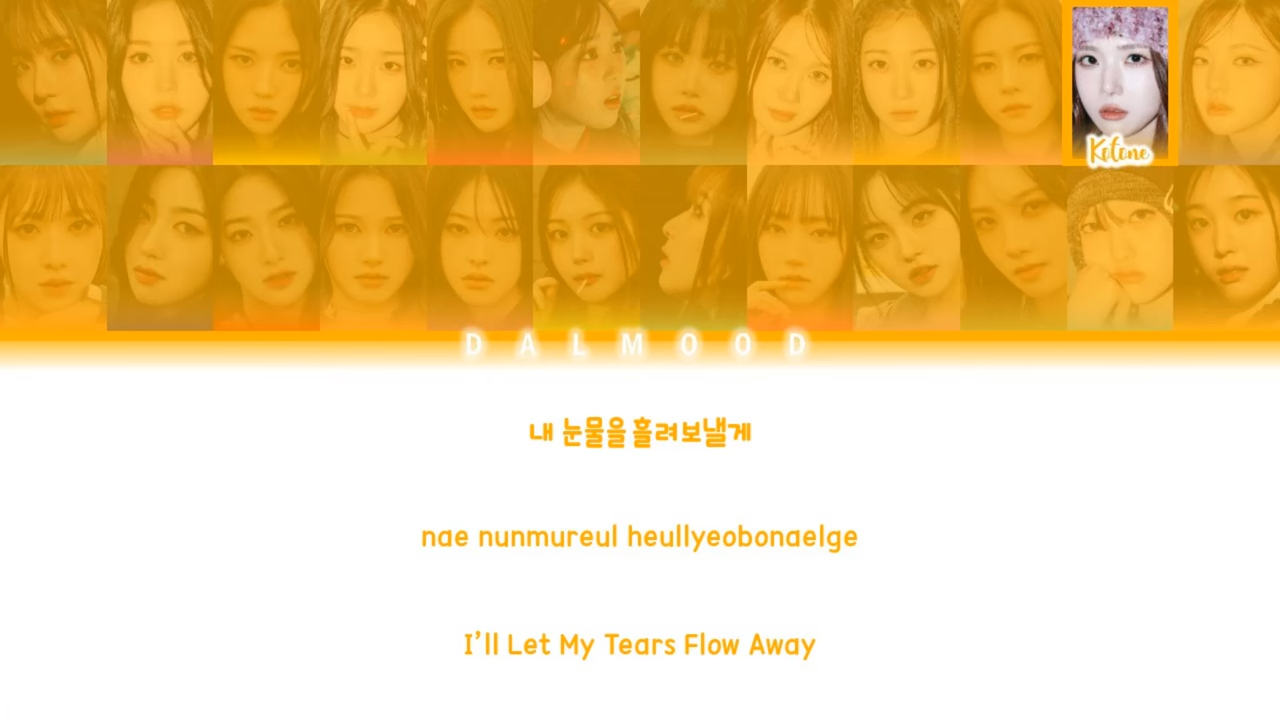 Kotone
DALMOOD
내 눈물을 흘려보낼게
nae nunmureul heullyeobonaelge
I'll Let My Tears Flow Away